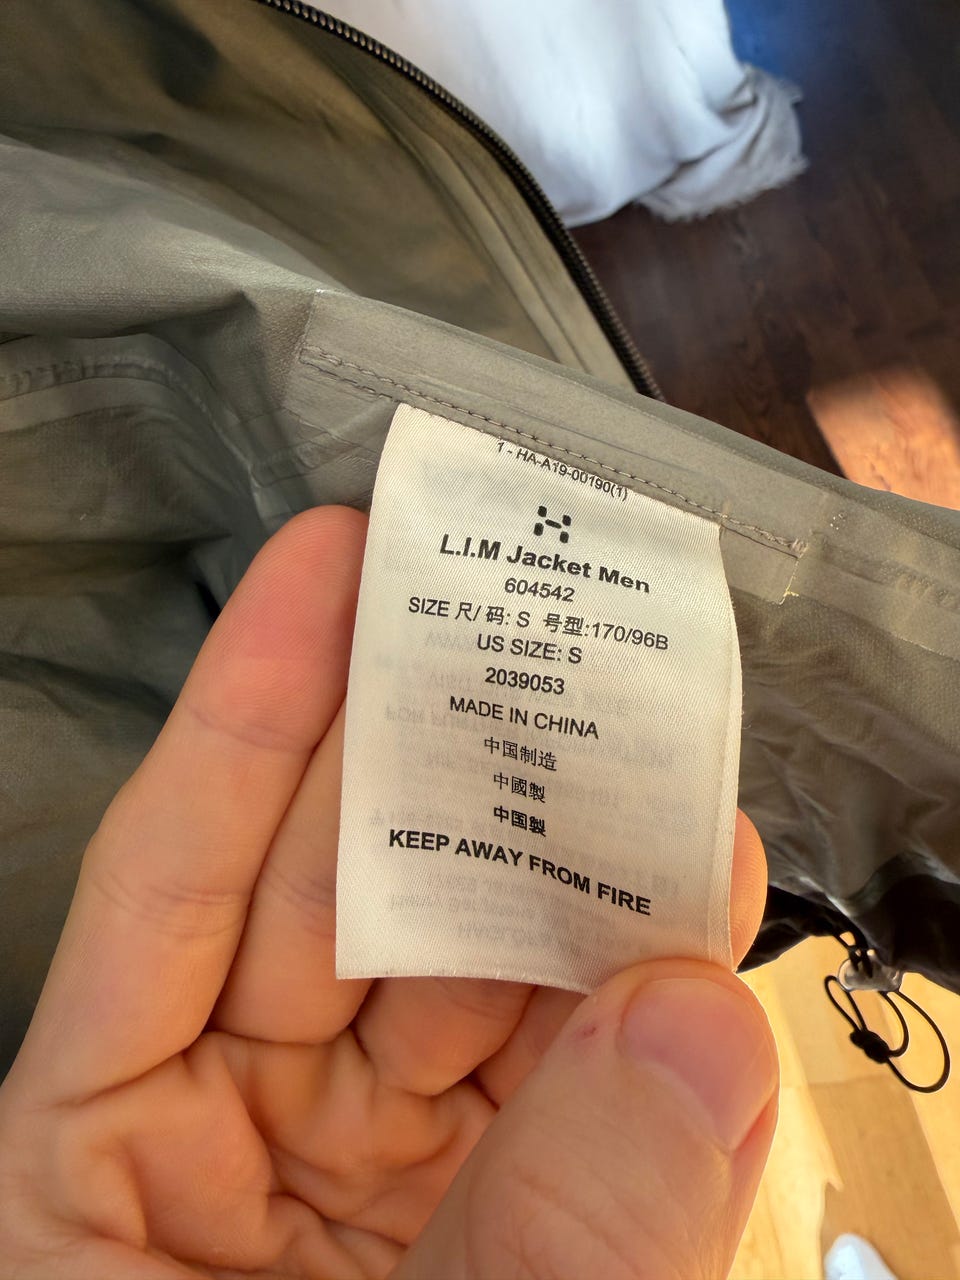 1 - HA-A19-00190(1)
L.I.M Jacket Men
604542
SIZE 尺/ 码: S 号型:170/96B
US SIZE: S
2039053
MADE IN CHINA
中国制造
中國製
中国製
KEEP AWAY FROM FIRE